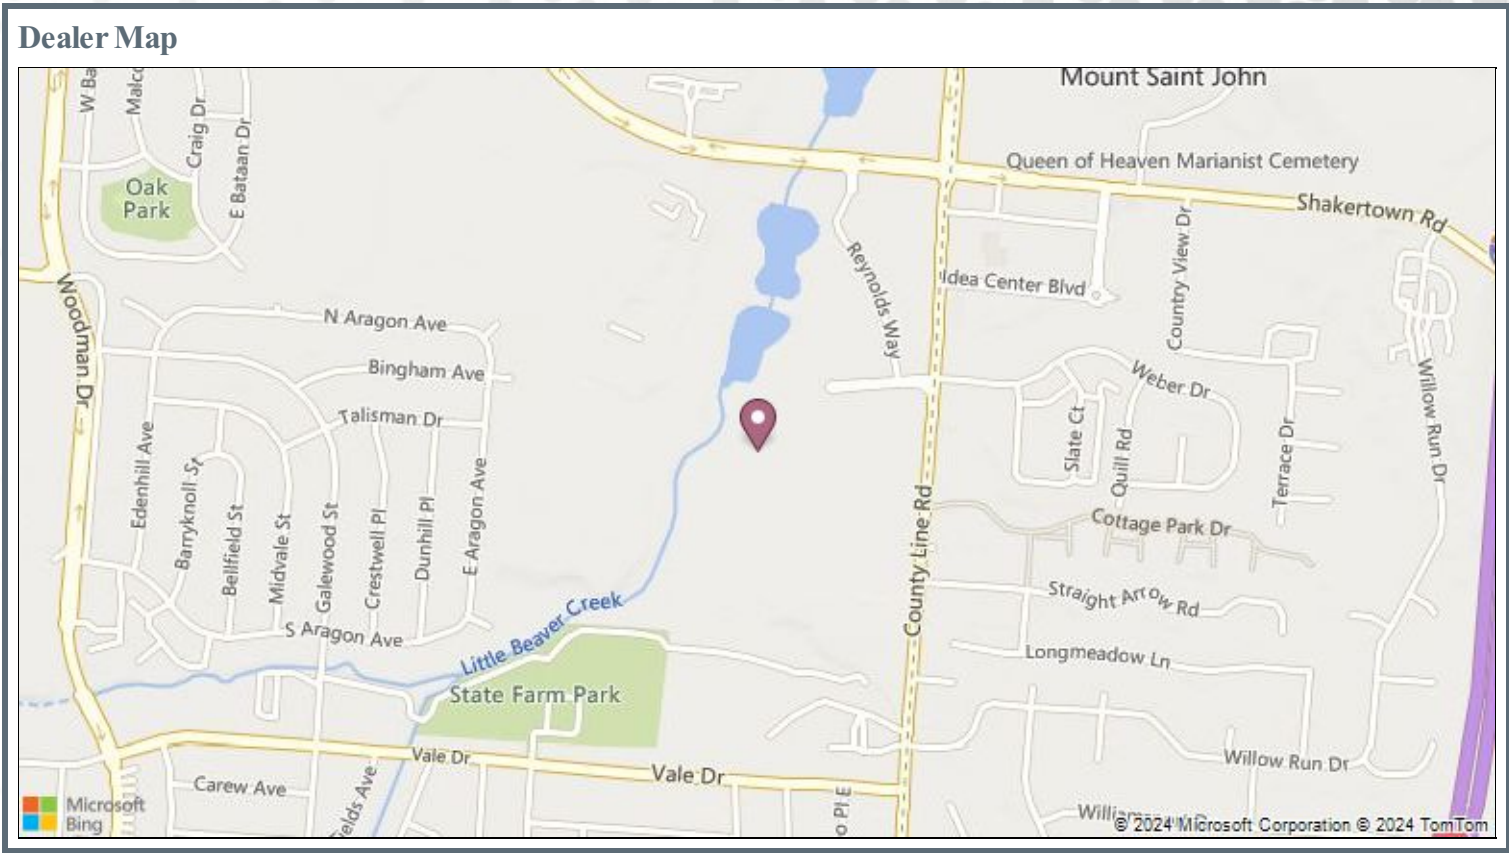 Dealer Map
Mount Saint John
W Ba
Malco
Craig Dr
E Bataan Dr
Oak
Park
Queen of Heaven Marianist Cemetery
Shakertown Rd
Reynolds Way
Idea Center Blvd
Country View Dr
Woodman Dr
N Aragon Ave
Bingham Ave
Talisman Dr
Weber Dr
Willow Run Dr
Slate Ct
Quill Rd
Terrace Dr
Edenhill Ave
Barryknoll St
Bellfield St
Midvale St
Galewood St
Crestwell Pl
Dunhill Pl
E Aragon Ave
County Line Rd
Cottage Park Dr
Straight Arrow Rd
S Aragon Ave
Little Beaver Creek
Longmeadow Ln
State Farm Park
Vale Dr
Vale Dr
Willow Run Dr
Carew Ave
ields Ave
o Pl E
Microsoft
Bing
© 2024 Microsoft Corporation © 2024 TomTom